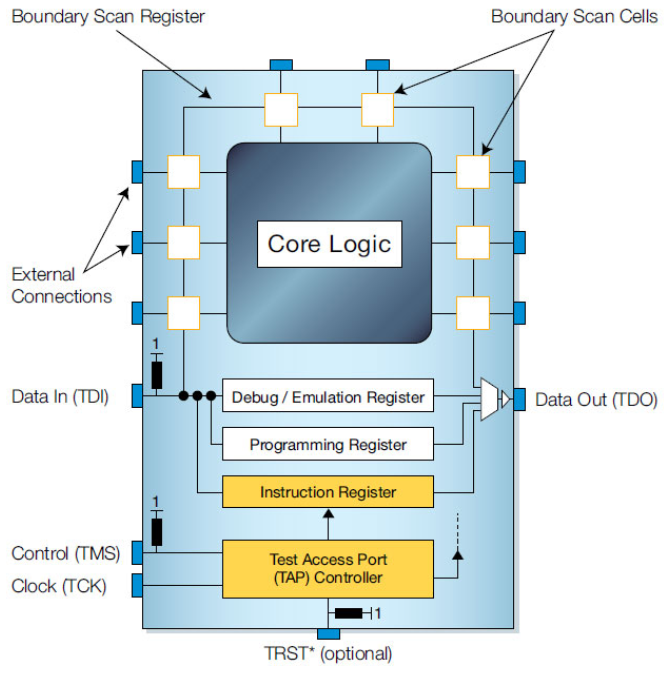 Boundary Scan Register
Boundary Scan Cells
Core Logic
External
Connections
1
Data In (TDI)
Debug / Emulation Register
Data Out (TDO)
Programming Register
Instruction Register
1
Control (TMS)
Test Access Port
(TAP) Controller
Clock (TCK)
1
TRST* (optional)